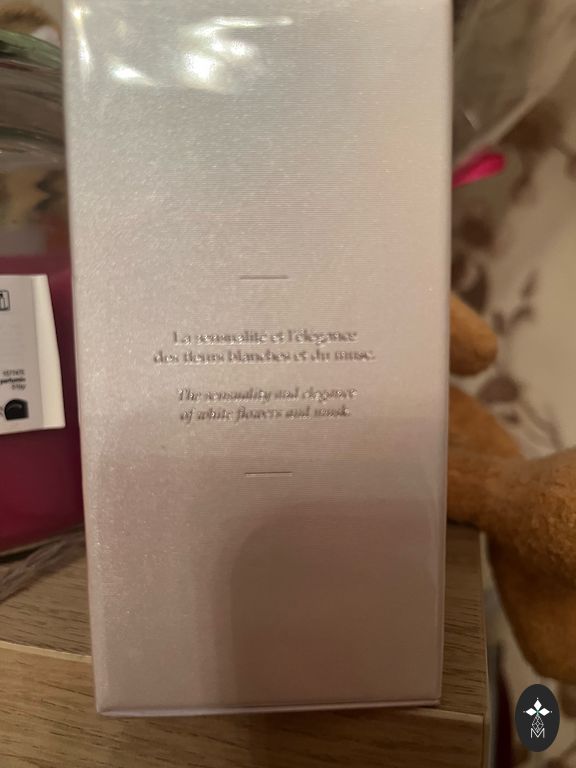 La sensualité et l'élégance
des fleurs blanches et du musc.
The sensuality and elegance
of white flowers and musk.